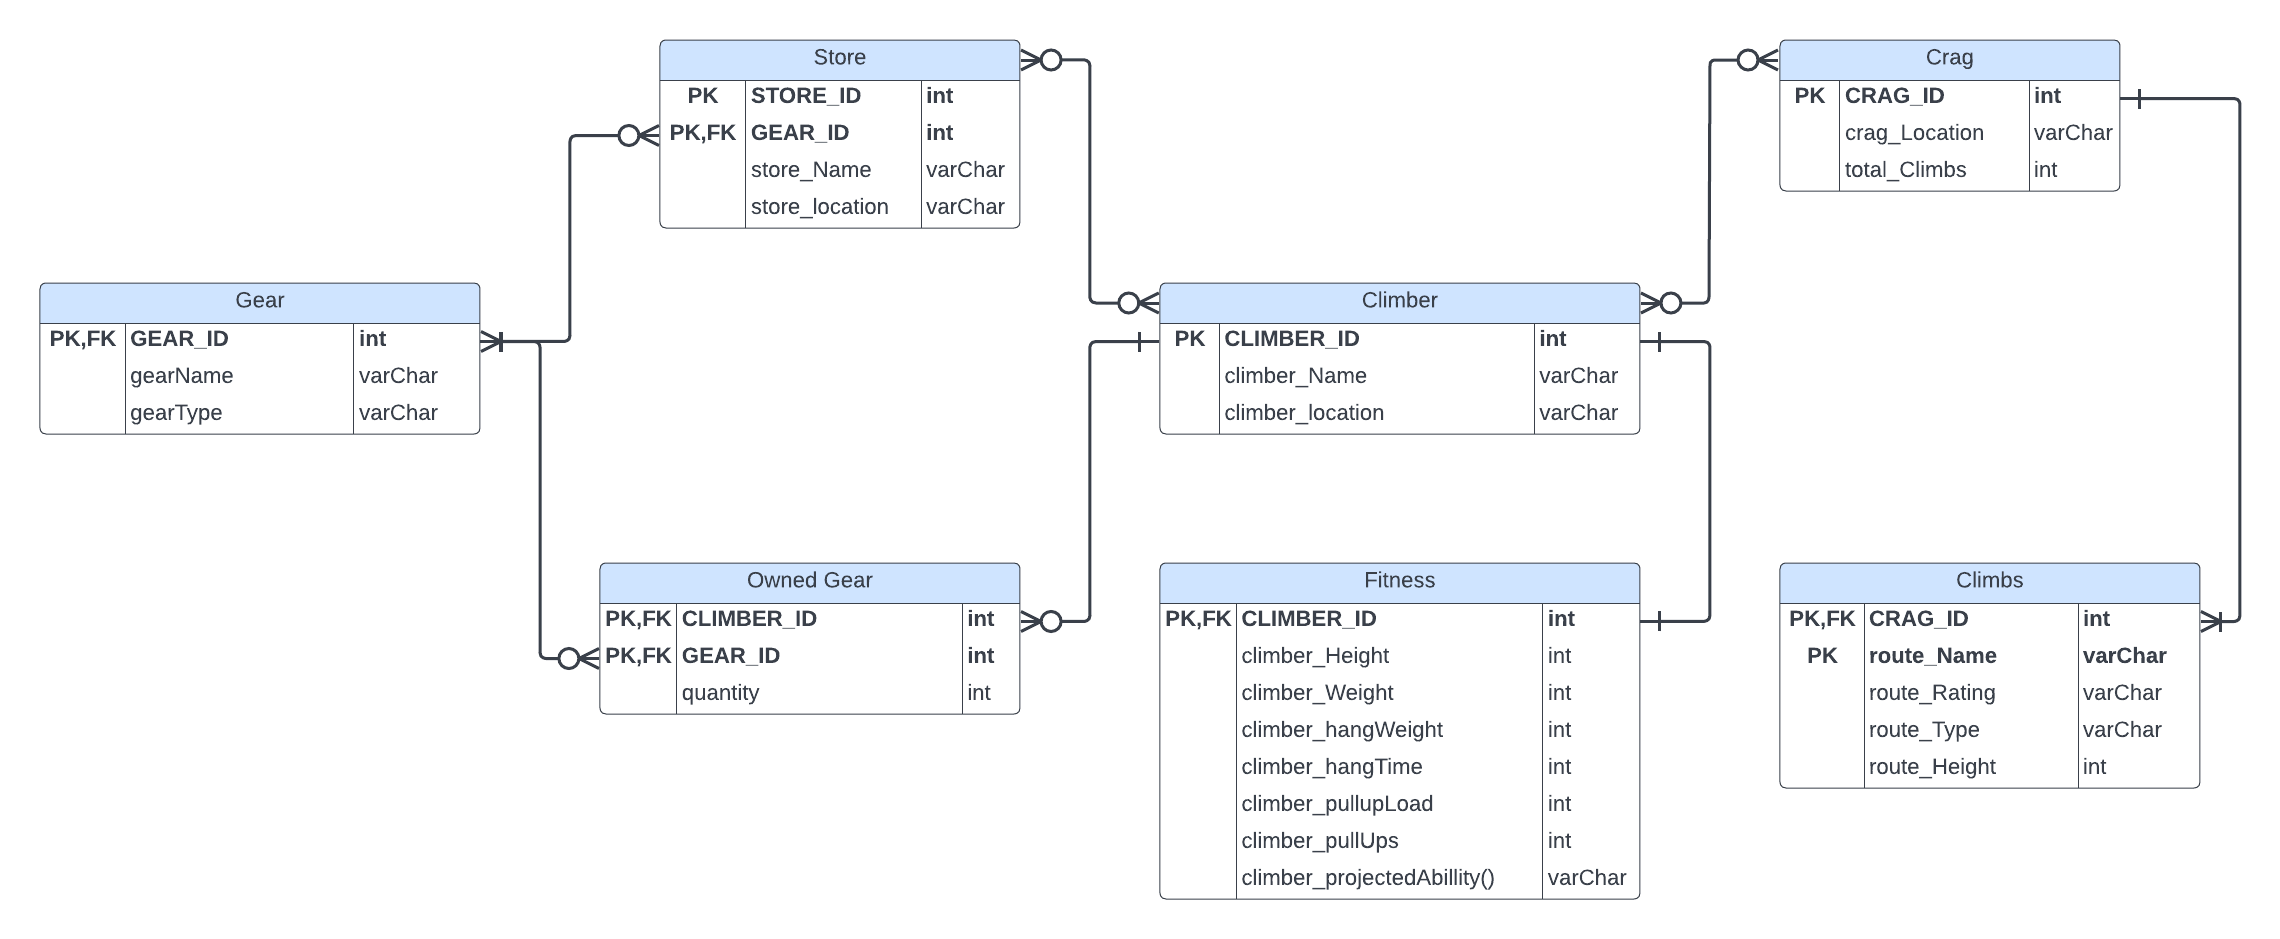 Store
PK STORE_ID int
PK,FK GEAR_ID int
store_Name varChar
store_location varChar
Crag
PK CRAG_ID int
crag_Location varChar
total_Climbs int
Gear
PK,FK GEAR_ID int
gearName varChar
gearType varChar
Climber
PK CLIMBER_ID int
climber_Name varChar
climber_location varChar
Owned Gear
PK,FK CLIMBER_ID int
PK,FK GEAR_ID int
quantity int
Fitness
PK,FK CLIMBER_ID int
climber_Height int
climber_Weight int
climber_hangWeight int
climber_hangTime int
climber_pullupLoad int
climber_pullUps int
climber_projectedAbillity() varChar
Climbs
PK,FK CRAG_ID int
PK route_Name varChar
route_Rating varChar
route_Type varChar
route_Height int